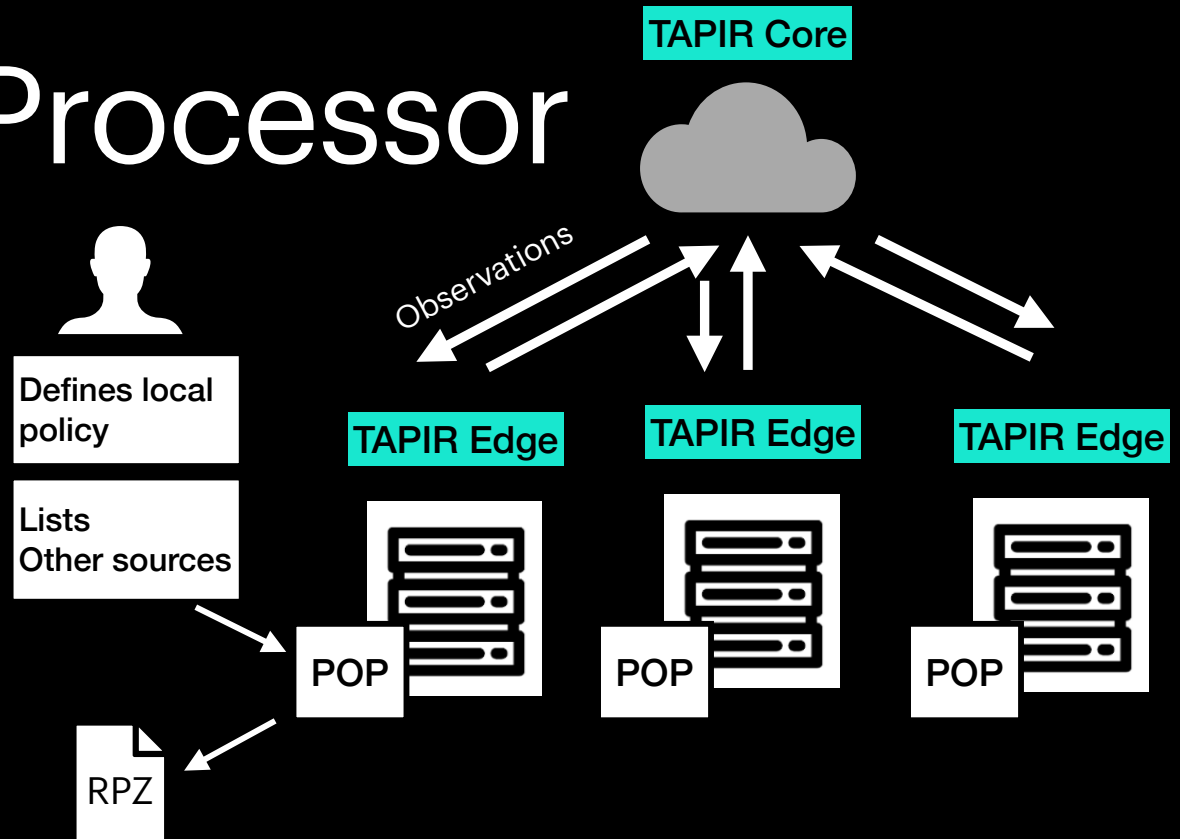 TAPIR Core
Processor
Observations
Defines local
policy
TAPIR Edge
TAPIR Edge
TAPIR Edge
Lists
Other sources
POP
POP
POP
RPZ